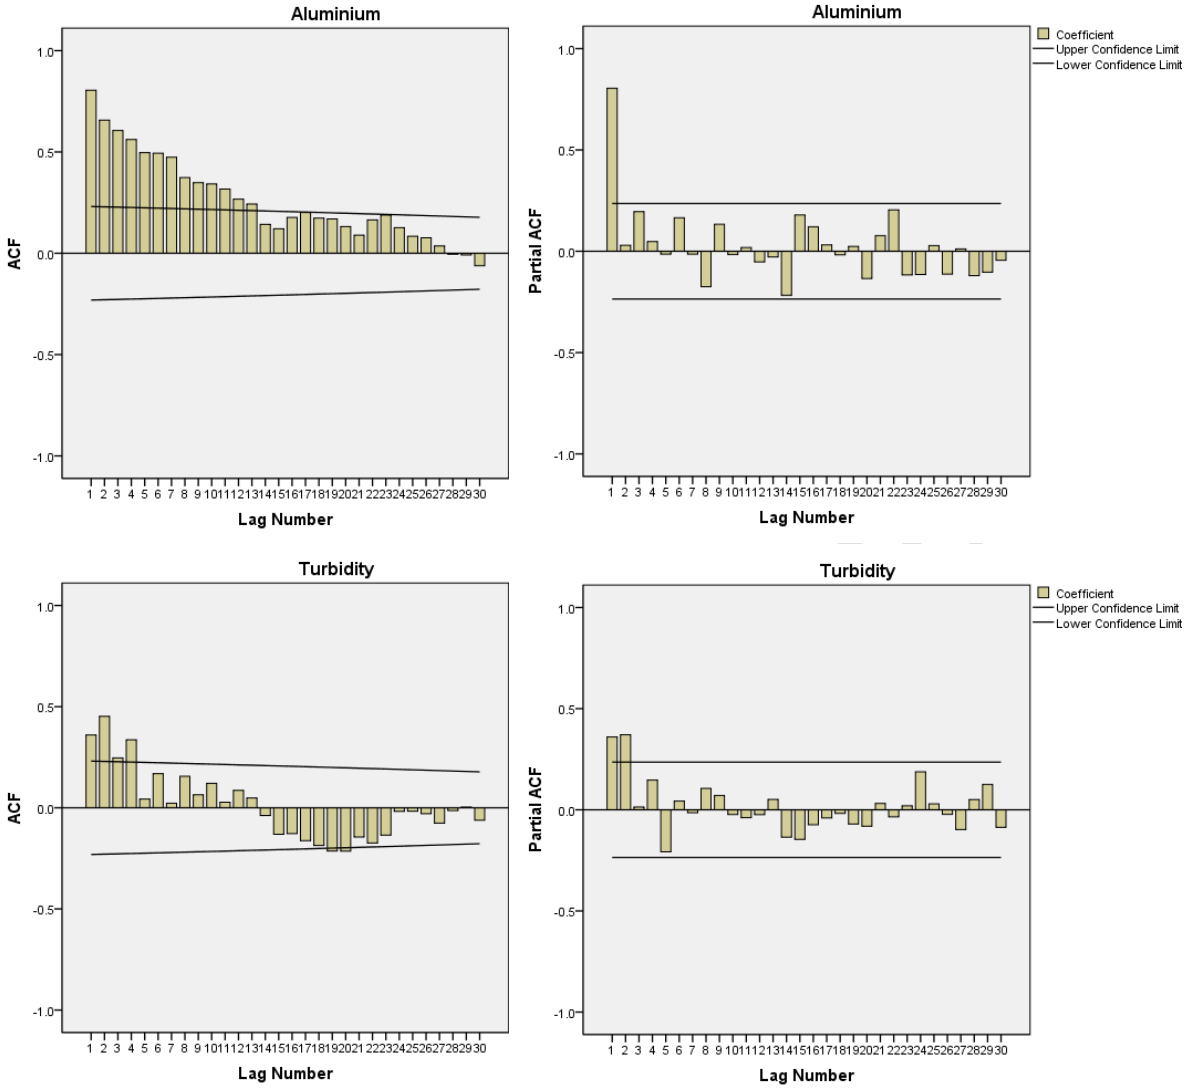 Aluminium
1.0
0.5
0.0
-0.5
-1.0
ACF
1 2 3 4 5 6 7 8 9 10 11 12 13 14 15 16 17 18 19 20 21 22 23 24 25 26 27 28 29 30
Lag Number
Aluminium
1.0
0.5
0.0
-0.5
-1.0
Partial ACF
1 2 3 4 5 6 7 8 9 10 11 12 13 14 15 16 17 18 19 20 21 22 23 24 25 26 27 28 29 30
Lag Number
Coefficient
Upper Confidence Limit
Lower Confidence Limit
Turbidity
1.0
0.5
0.0
-0.5
-1.0
ACF
1 2 3 4 5 6 7 8 9 10 11 12 13 14 15 16 17 18 19 20 21 22 23 24 25 26 27 28 29 30
Lag Number
Turbidity
1.0
0.5
0.0
-0.5
-1.0
Partial ACF
1 2 3 4 5 6 7 8 9 10 11 12 13 14 15 16 17 18 19 20 21 22 23 24 25 26 27 28 29 30
Lag Number
Coefficient
Upper Confidence Limit
Lower Confidence Limit